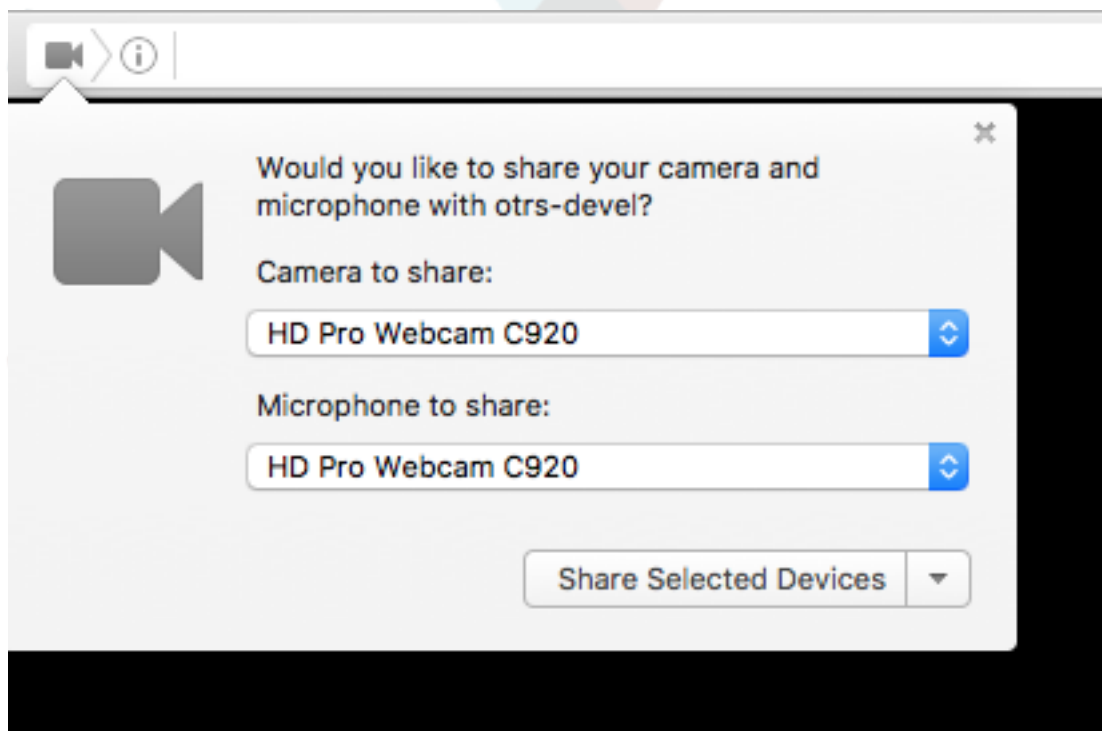 Would you like to share your camera and
microphone with otrs-devel?
Camera to share:
HD Pro Webcam C920
Microphone to share:
HD Pro Webcam C920
Share Selected Devices